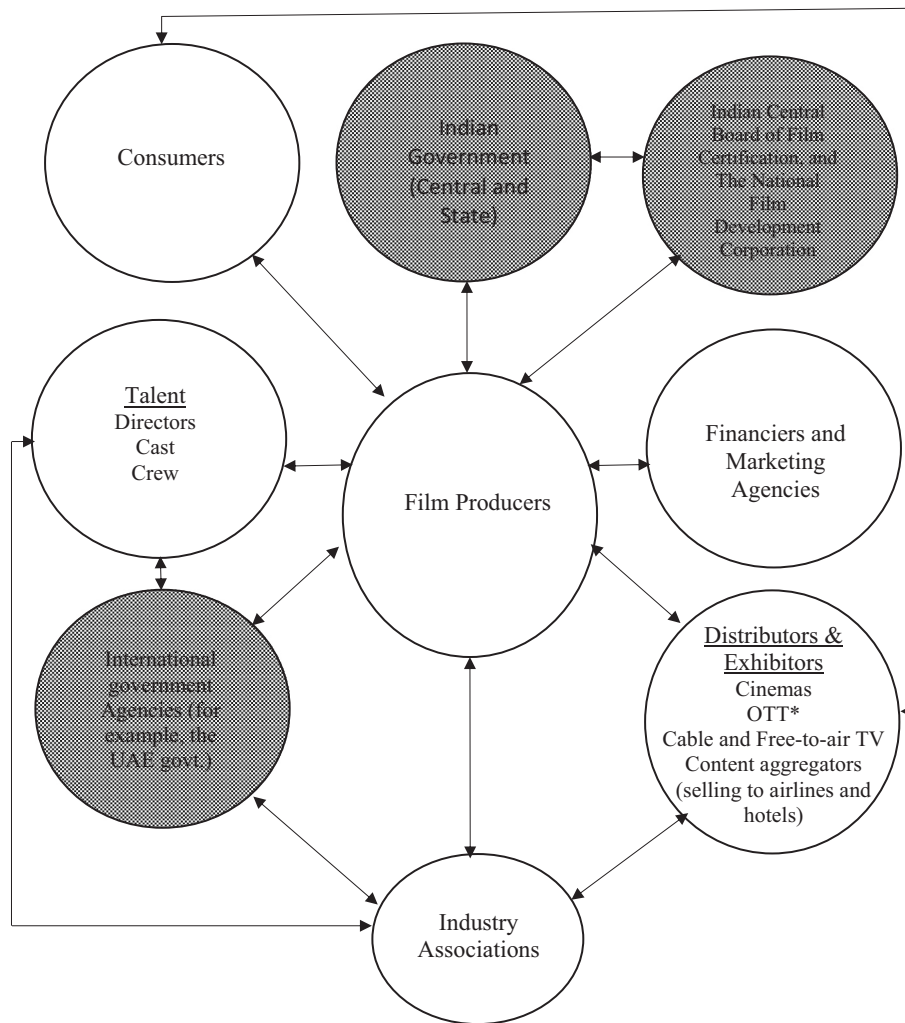 Consumers
Indian
Government
(Central and
State)
Indian Central
Board of Film
Certification, and
The National
Film
Development
Corporation
Talent
Directors
Cast
Crew
Film Producers
Financiers and
Marketing
Agencies
International
government
Agencies (for
example, the
UAE govt.)
Distributors &
Exhibitors
Cinemas
OTT*
Cable and Free-to-air TV
Content aggregators
(selling to airlines and
hotels)
Industry
Associations